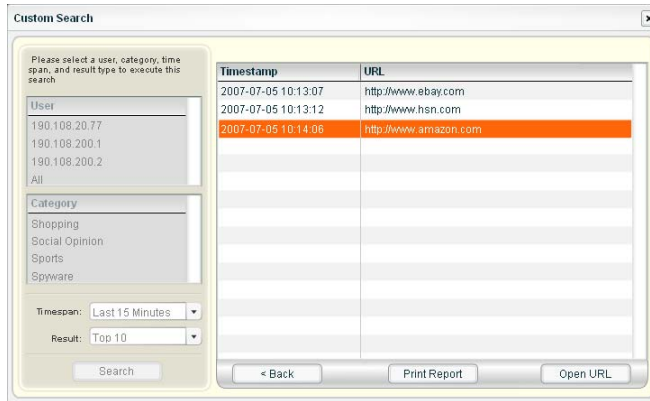 Custom Search
Please select a user, category, time
span, and result type to execute this
search
User
190.108.20.77
190.108.200.1
190.108.200.2
All
Category
Shopping
Social Opinion
Sports
Spyware
Timespan: Last 15 Minutes
Result: Top 10
Search
Timestamp URL
2007-07-05 10:13:07 http://www.ebay.com
2007-07-05 10:13:12 http://www.hsn.com
2007-07-05 10:14:06 http://www.amazon.com
< Back Print Report Open URL